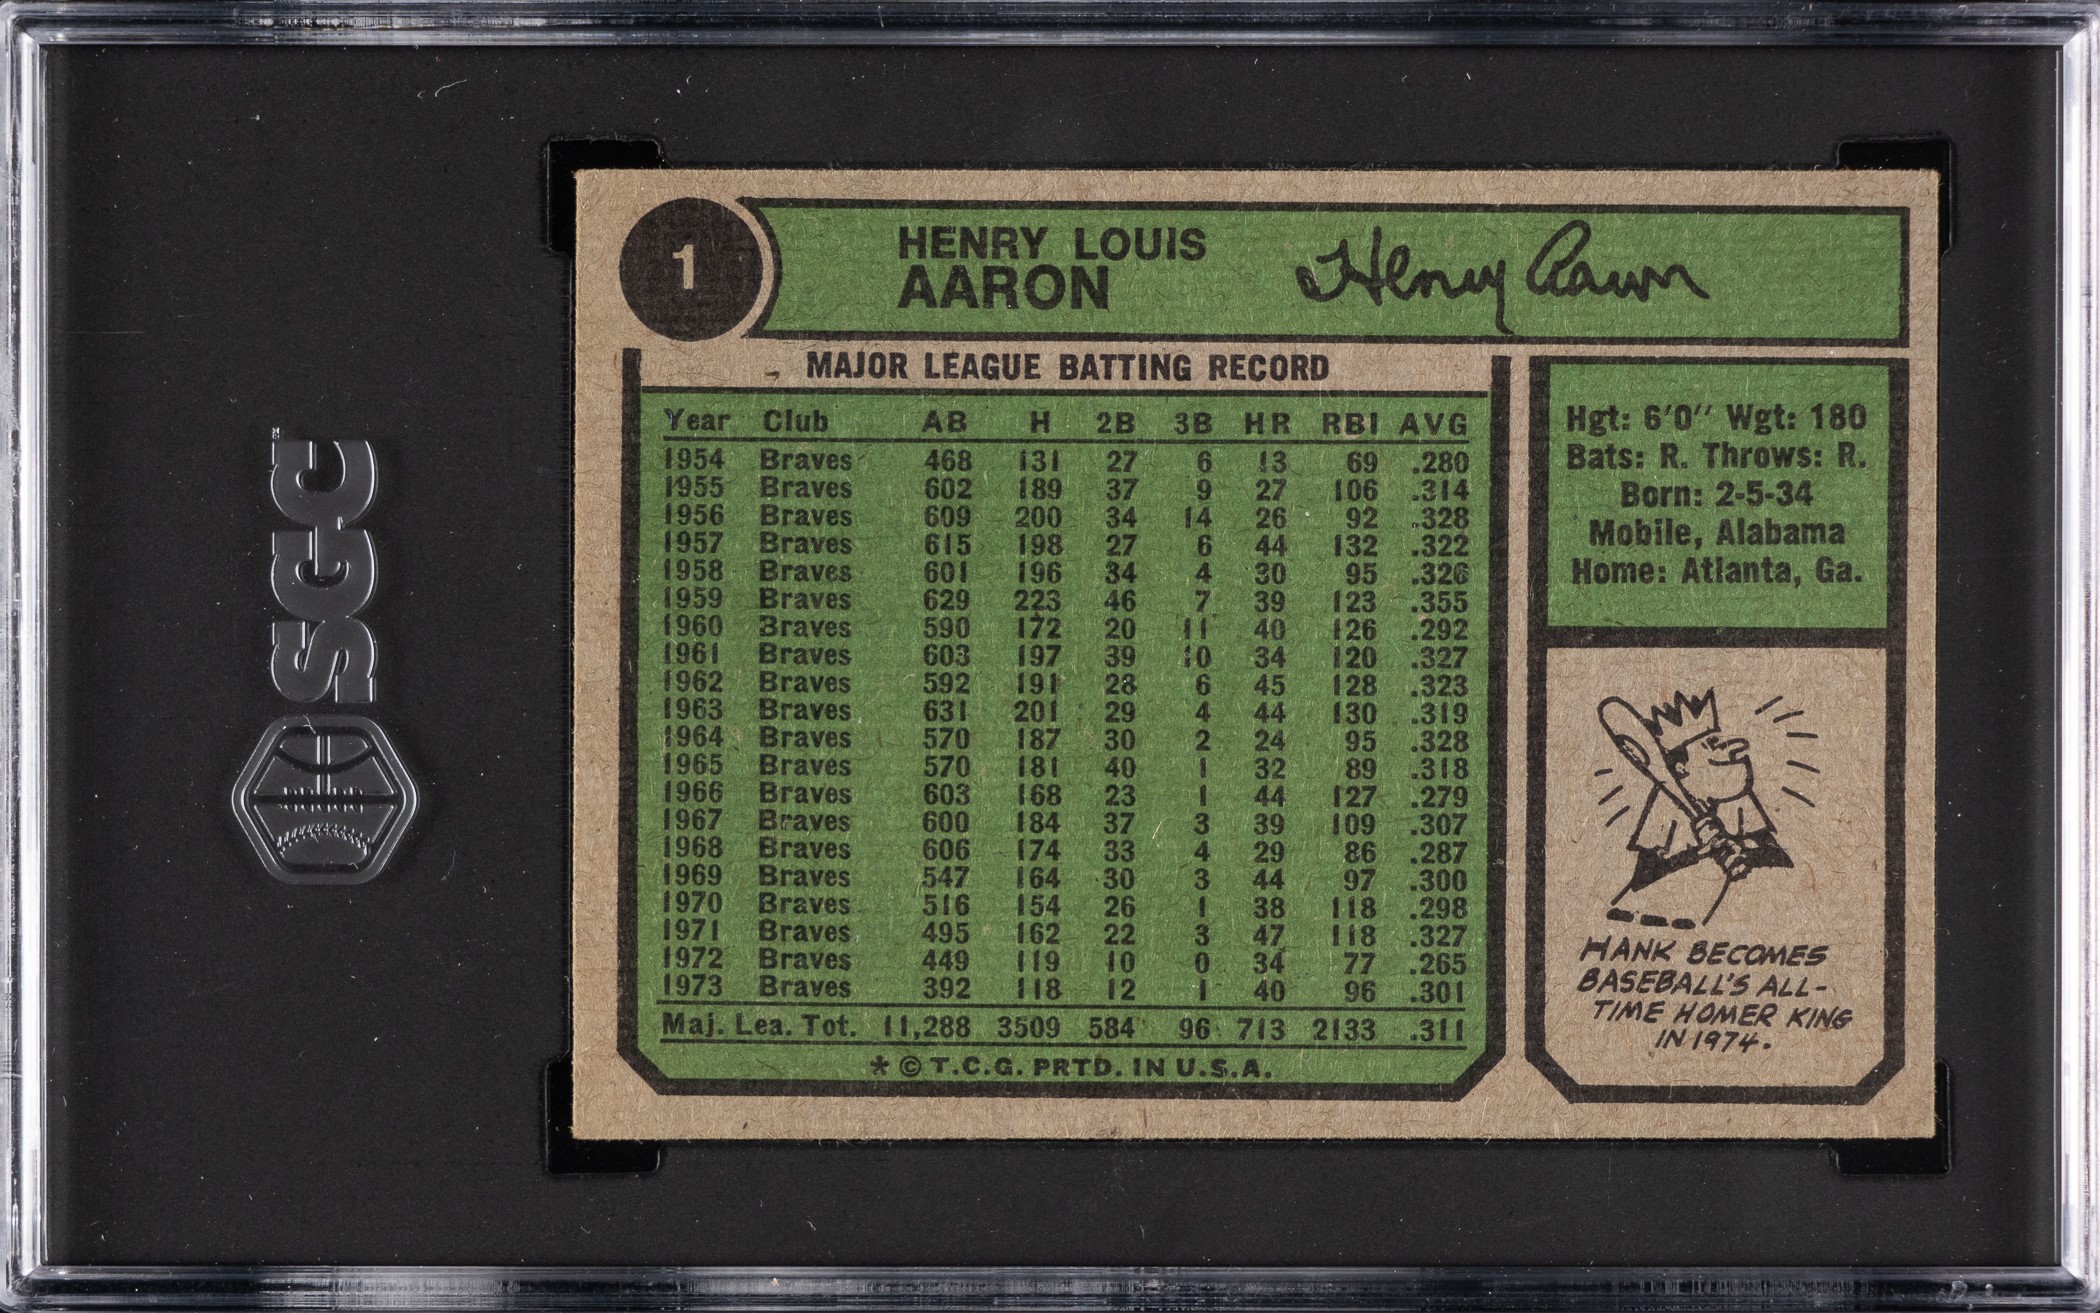 SGC
1
HENRY LOUIS
AARON
Henry Aaron
MAJOR LEAGUE BATTING RECORD
Year Club AB H 2B 3B HR RBI AVG
1954 Braves 468 131 27 6 13 69 .280
1955 Braves 602 189 37 9 27 106 .314
1956 Braves 609 200 34 14 26 92 .328
1957 Braves 615 198 27 6 44 132 .322
1958 Braves 601 196 34 4 30 95 .326
1959 Braves 629 223 46 7 39 123 .355
1960 Braves 590 172 20 11 40 126 .292
1961 Braves 603 197 39 10 34 120 .327
1962 Braves 592 191 28 6 45 128 .323
1963 Braves 631 201 29 4 44 130 .319
1964 Braves 570 187 30 2 24 95 .328
1965 Braves 570 181 40 1 32 89 .318
1966 Braves 603 168 23 1 44 127 .279
1967 Braves 600 184 37 3 39 109 .307
1968 Braves 606 174 33 4 29 86 .287
1969 Braves 547 164 30 3 44 97 .300
1970 Braves 516 154 26 1 38 118 .298
1971 Braves 495 162 22 3 47 118 .327
1972 Braves 449 119 10 0 34 77 .265
1973 Braves 392 118 12 1 40 96 .301
Maj. Lea. Tot. 11,288 3509 584 96 713 2133 .311
* © T.C.G. PRTD. IN U.S.A.
Hgt: 6'0" Wgt: 180
Bats: R. Throws: R.
Born: 2-5-34
Mobile, Alabama
Home: Atlanta, Ga.
HANK BECOMES
BASEBALL'S ALL-
TIME HOMER KING
IN 1974.